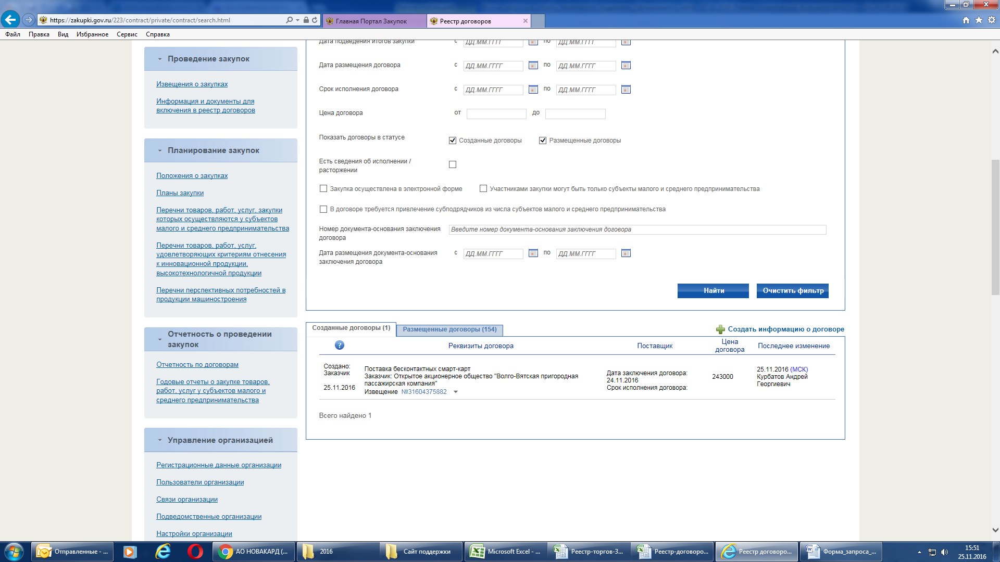 https://zakupki.gov.ru/223/contract/private/contract/search.html
Главная Портал Закупок
Реестр договоров
Файл Правка Вид Избранное Сервис Справка
Проведение закупок
Извещения о закупках
Информация и документы для
включения в реестр договоров
Планирование закупок
Положения о закупках
Планы закупки
Перечни товаров, работ, услуг, закупки
которых осуществляются у субъектов
малого и среднего предпринимательства
Перечни товаров, работ, услуг,
удовлетворяющих критериям отнесения
к инновационной продукции,
высокотехнологичной продукции
Перечни перспективных потребностей в
продукции машиностроения
Отчетность о проведении
закупок
Отчетность по договорам
Годовые отчеты о закупке товаров,
работ, услуг у субъектов малого и
среднего предпринимательства
Управление организацией
Регистрационные данные организации
Пользователи организации
Связи организации
Подведомственные организации
Настройки организации
Дата подведения итогов закупки с ДД.ММ.ГГГГ по ДД.ММ.ГГГГ
Дата размещения договора с ДД.ММ.ГГГГ по ДД.ММ.ГГГГ
Срок исполнения договора с ДД.ММ.ГГГГ по ДД.ММ.ГГГГ
Цена договора от до
Показать договоры в статусе Созданные договоры Размещенные договоры
Есть сведения об исполнении /
расторжении
Закупка осуществлена в электронной форме Участниками закупки могут быть только субъекты малого и среднего предпринимательства
В договоре требуется привлечение субподрядчиков из числа субъектов малого и среднего предпринимательства
Номер документа-основания заключения
договора
Введите номер документа-основания заключения договора
Дата размещения документа-основания
заключения договора
с ДД.ММ.ГГГГ по ДД.ММ.ГГГГ
Найти Очистить фильтр
Созданные договоры (1) Размещенные договоры (154) Создать информацию о договоре
? Реквизиты договора Поставщик Цена
договора Последнее изменение
Создано:
Заказчик
25.11.2016
Поставка бесконтактных смарт-карт
Заказчик: Открытое акционерное общество "Волго-Вятская пригородная
пассажирская компания"
Извещение №31604375882
Дата заключения договора:
24.11.2016
Срок исполнения договора:
243000
25.11.2016 (МСК)
Курбатов Андрей
Георгиевич
Всего найдено 1
Отправленные - ...
АО НОВАКАРД (...
2016
Сайт поддержки
Microsoft Excel - ...
Реестр-торгов-3...
Реестр-договоро...
Реестр договоро...
Форма_запроса_...
15:51
25.11.2016